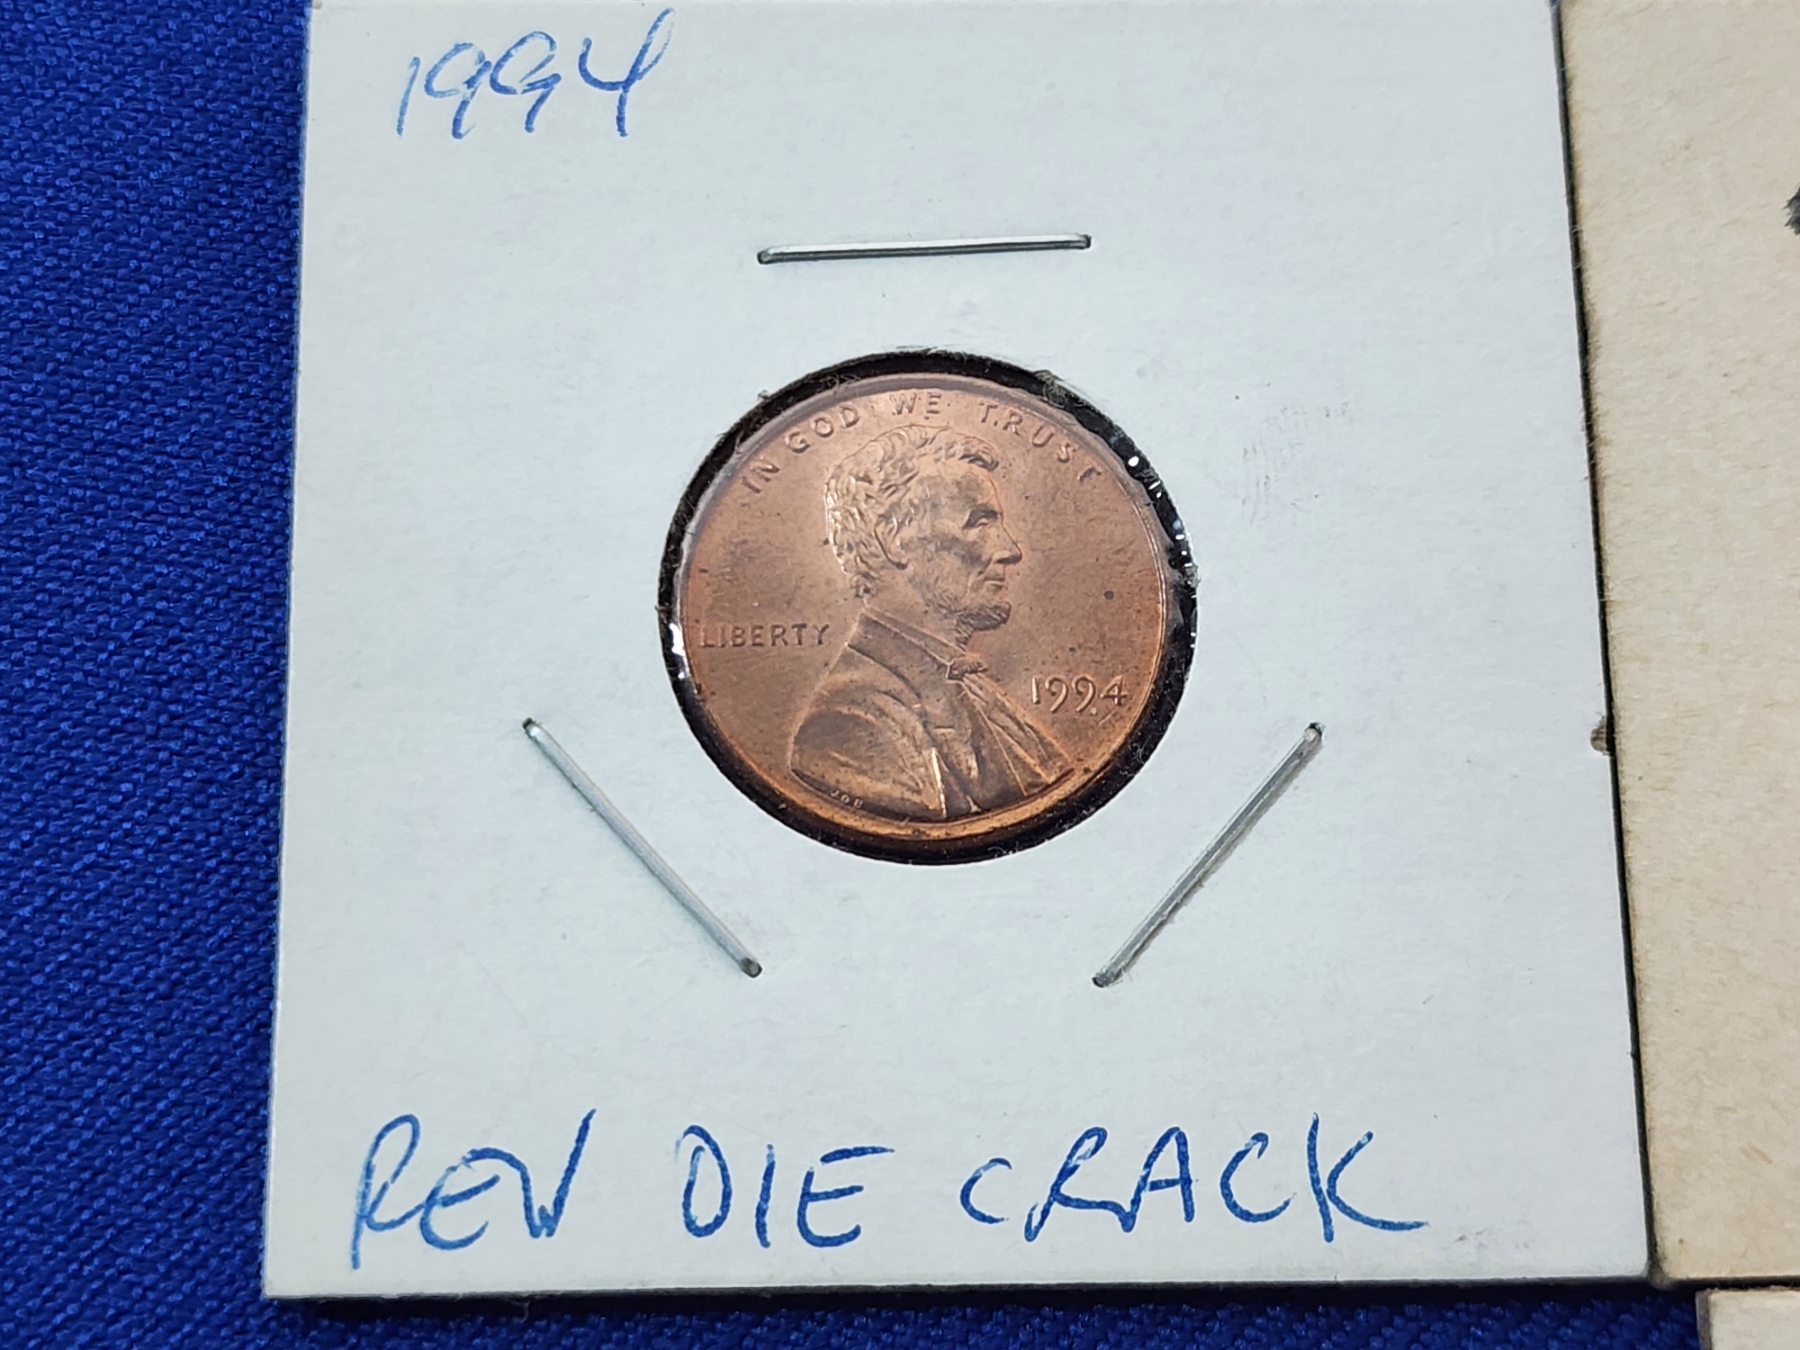 1994
IN GOD WE TRUST
LIBERTY
1994
REV DIE CRACK